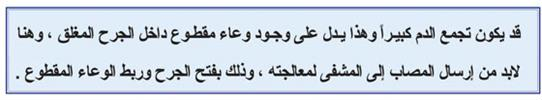 قد يكون تجمع الدم كبيراً وهذا يدل على وجود وعاء مقطوع داخل الجرح المغلق ، وهنا
لابد من إرسال المصاب إلى المشفى لمعالجته ، وذلك بفتح الجرح وربط الوعاء المقطوع .